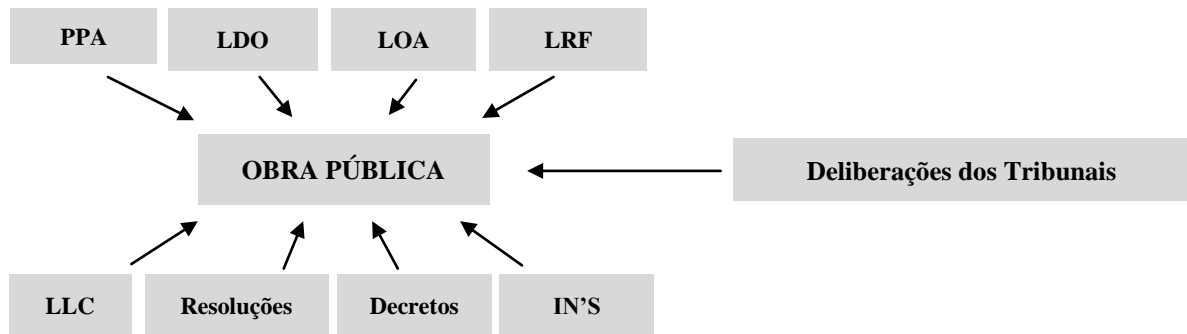 PPA
LDO
LOA
LRF
OBRA PÚBLICA
Deliberações dos Tribunais
LLC
Resoluções
Decretos
IN’S